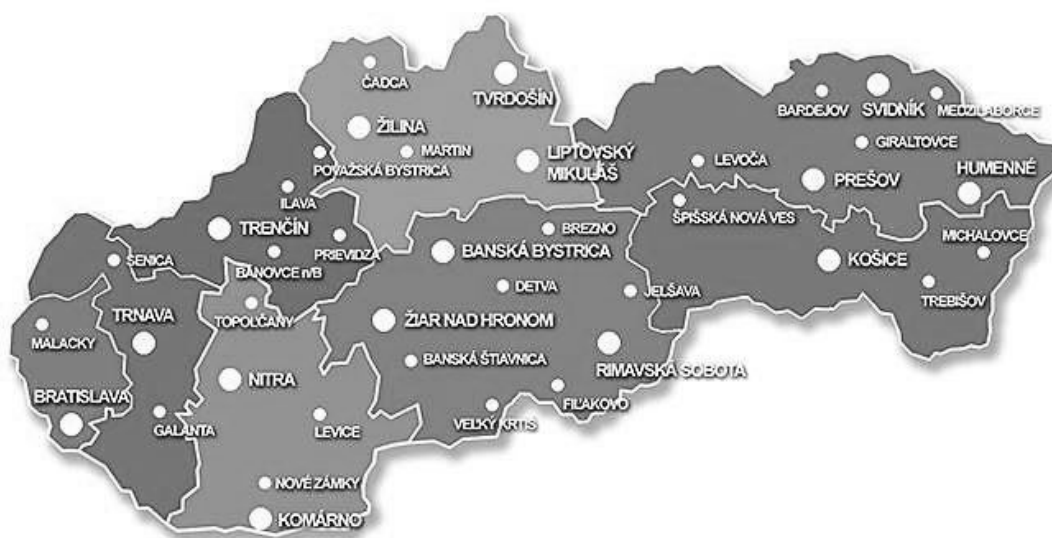 ČADCA
TVRDOŠÍN
BARDEJOV
SVIDNÍK
MEDZILABORCE
ŽILINA
MARTIN
GIRALTOVCE
POVAŽSKÁ BYSTRICA
LIPTOVSKÝ
MIKULÁŠ
LEVOČA
PREŠOV
HUMENNÉ
ILAVA
ŠPIŠSKÁ NOVÁ VES
TRENČÍN
BREZNO
PRIEVIDZA
BANSKÁ BYSTRICA
MICHALOVCE
SENICA
BÁNOVCE n/B
KOŠICE
DETVA
JELŠAVA
TREBIŠOV
TOPOĽČANY
TRNAVA
ŽIAR NAD HRONOM
MALACKY
BANSKÁ ŠTIAVNICA
RIMAVSKÁ SOBOTA
NITRA
BRATISLAVA
FIĽAKOVO
GALANTA
LEVICE
VEĽKÝ KRTÍŠ
NOVÉ ZÁMKY
KOMÁRNO